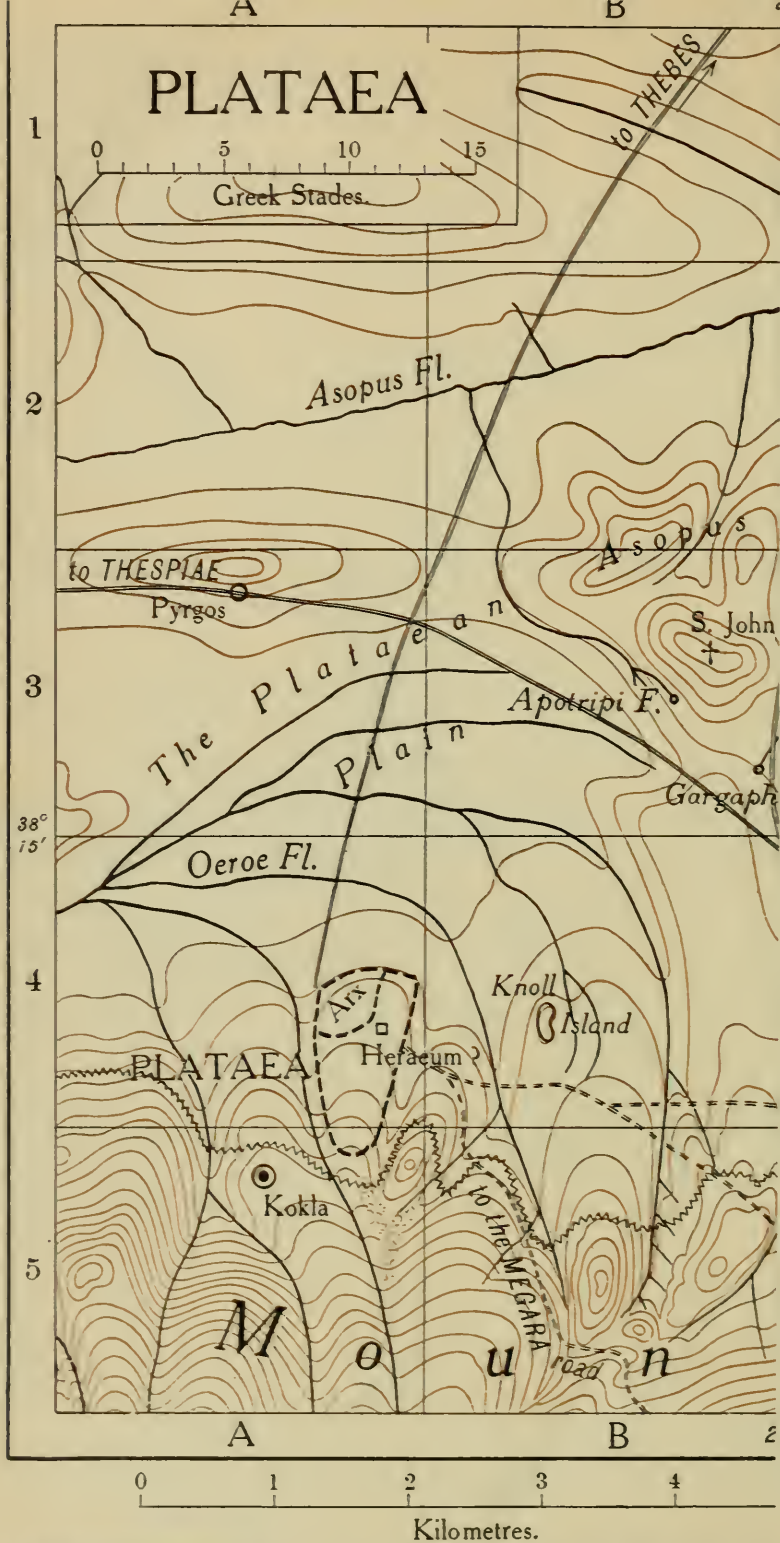 A B
PLATAEA
0 5 10 15
Greek Stades.
to THEBES
1
Asopus Fl.
2
Asopus
to THESPIAE
Pyrgos
S. John
The Plataean
Plain
3
Apotripi F.
Gargaph
38°
15'
Oeroe Fl.
4
Arx
Knoll
Island
PLATAEA
Heraeum ?
Kokla
to the MEGARA
road
5
Moun
A B 2
0 1 2 3 4
Kilometres.